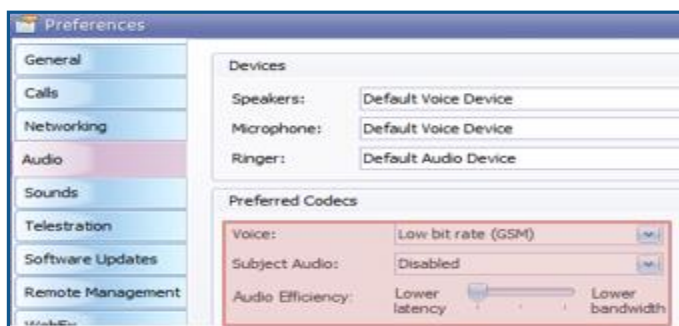 Preferences
General
Calls
Networking
Audio
Sounds
Telestration
Software Updates
Remote Management
WebEx
Devices
Speakers: Default Voice Device
Microphone: Default Voice Device
Ringer: Default Audio Device
Preferred Codecs
Voice: Low bit rate (GSM)
Subject Audio: Disabled
Audio Efficiency: Lower latency Lower bandwidth